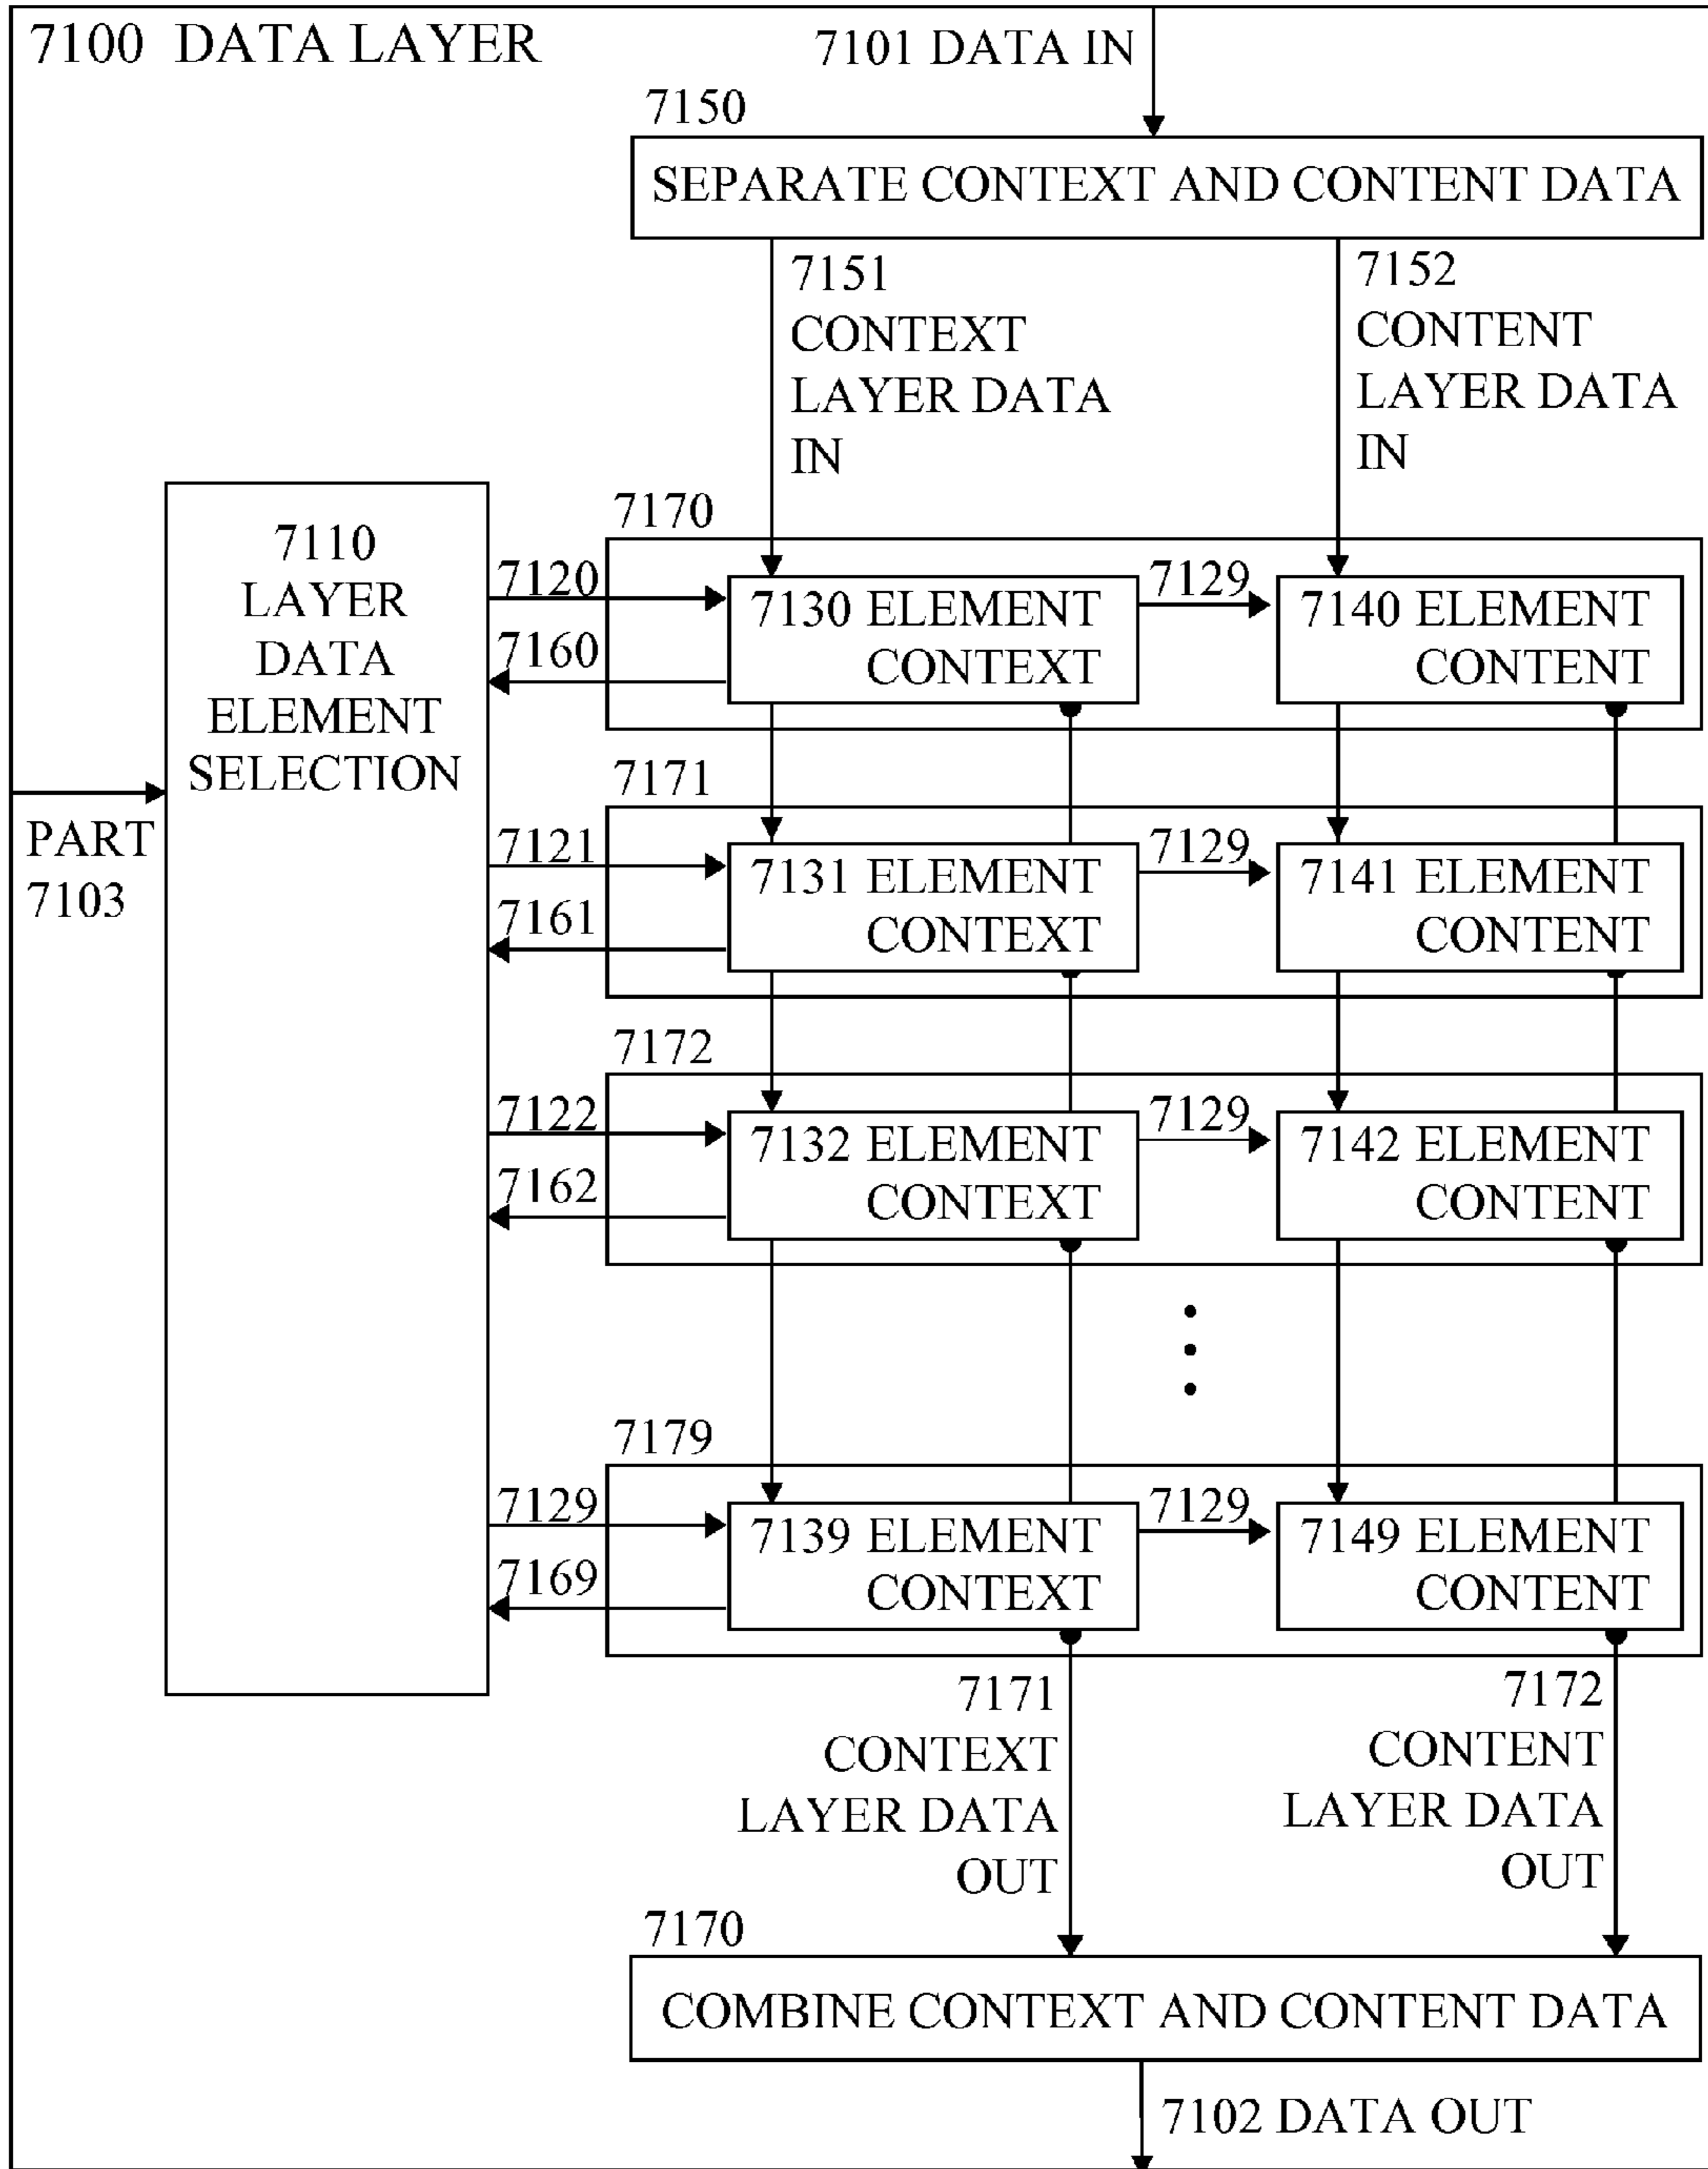 7100 DATA LAYER
7101 DATA IN
7150
SEPARATE CONTEXT AND CONTENT DATA
7151
CONTEXT
LAYER DATA
IN
7152
CONTENT
LAYER DATA
IN
7110
LAYER
DATA
ELEMENT
SELECTION
PART
7103
7170
7120
7160
7130 ELEMENT
CONTEXT
7129
7140 ELEMENT
CONTENT
7171
7121
7161
7131 ELEMENT
CONTEXT
7129
7141 ELEMENT
CONTENT
7172
7122
7162
7132 ELEMENT
CONTEXT
7129
7142 ELEMENT
CONTENT
7179
7129
7169
7139 ELEMENT
CONTEXT
7129
7149 ELEMENT
CONTENT
7171
CONTEXT
LAYER DATA
OUT
7172
CONTENT
LAYER DATA
OUT
7170
COMBINE CONTEXT AND CONTENT DATA
7102 DATA OUT